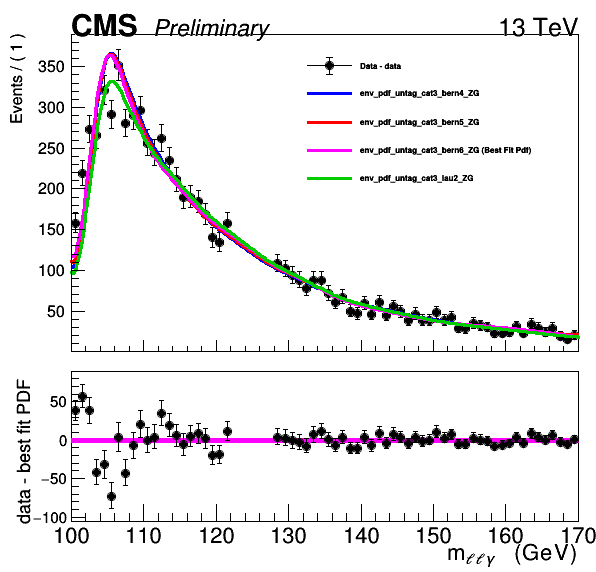 CMS Preliminary 13 TeV
Events / ( 1 )
350
300
250
200
150
100
50
Data - data
env_pdf_untag_cat3_bern4_ZG
env_pdf_untag_cat3_bern5_ZG
env_pdf_untag_cat3_bern6_ZG (Best Fit Pdf)
env_pdf_untag_cat3_lau2_ZG
data - best fit PDF
50
0
−50
−100
100 110 120 130 140 150 160 170
mℓℓγ (GeV)